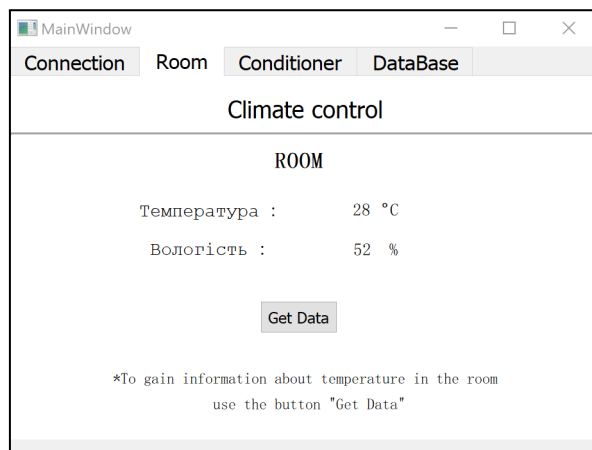 MainWindow
Connection Room Conditioner DataBase
Climate control
ROOM
Температура : 28 °C
Вологість : 52 %
Get Data
*To gain information about temperature in the room
use the button "Get Data"